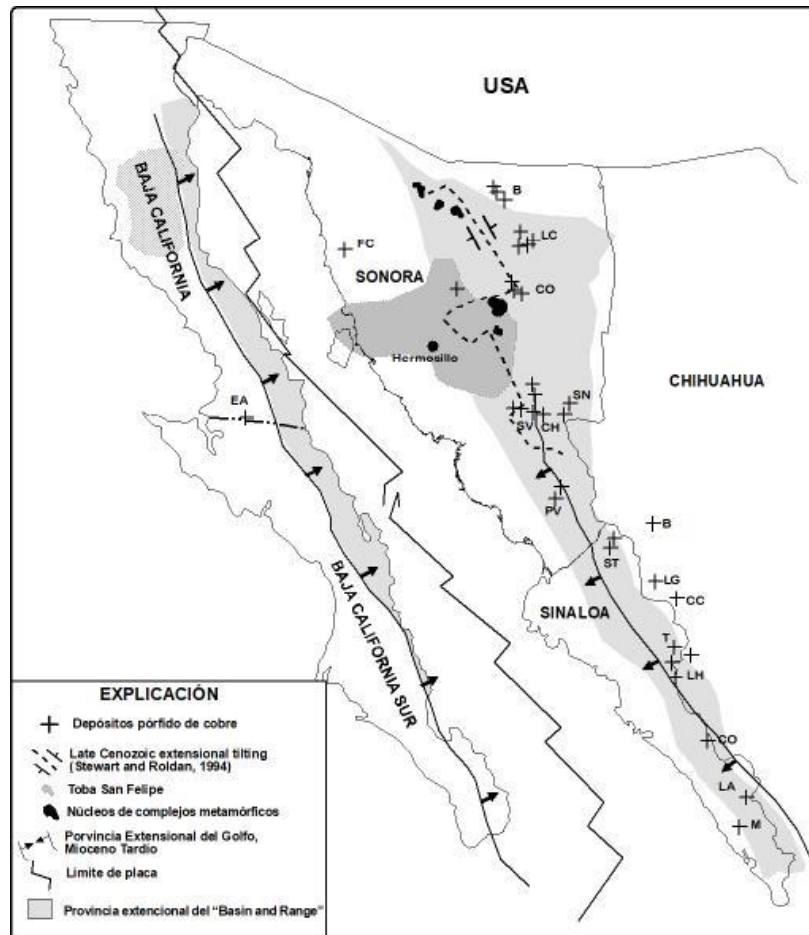 USA
BAJA CALIFORNIA
B
FC
LC
SONORA
CO
Hermosillo
CHIHUAHUA
EA
SN
SV
CH
PV
B
ST
LG
CC
SINALOA
BAJA CALIFORNIA SUR
T
LH
CO
LA
M
EXPLICACIÓN
Depósitos pórfido de cobre
Late Cenozoic extensional tilting
(Stewart and Roldan, 1994)
Toba San Felipe
Núcleos de complejos metamórficos
Porvincia Extensional del Golfo,
Mioceno Tardío
Limite de placa
Provincia extencional del "Basin and Range"